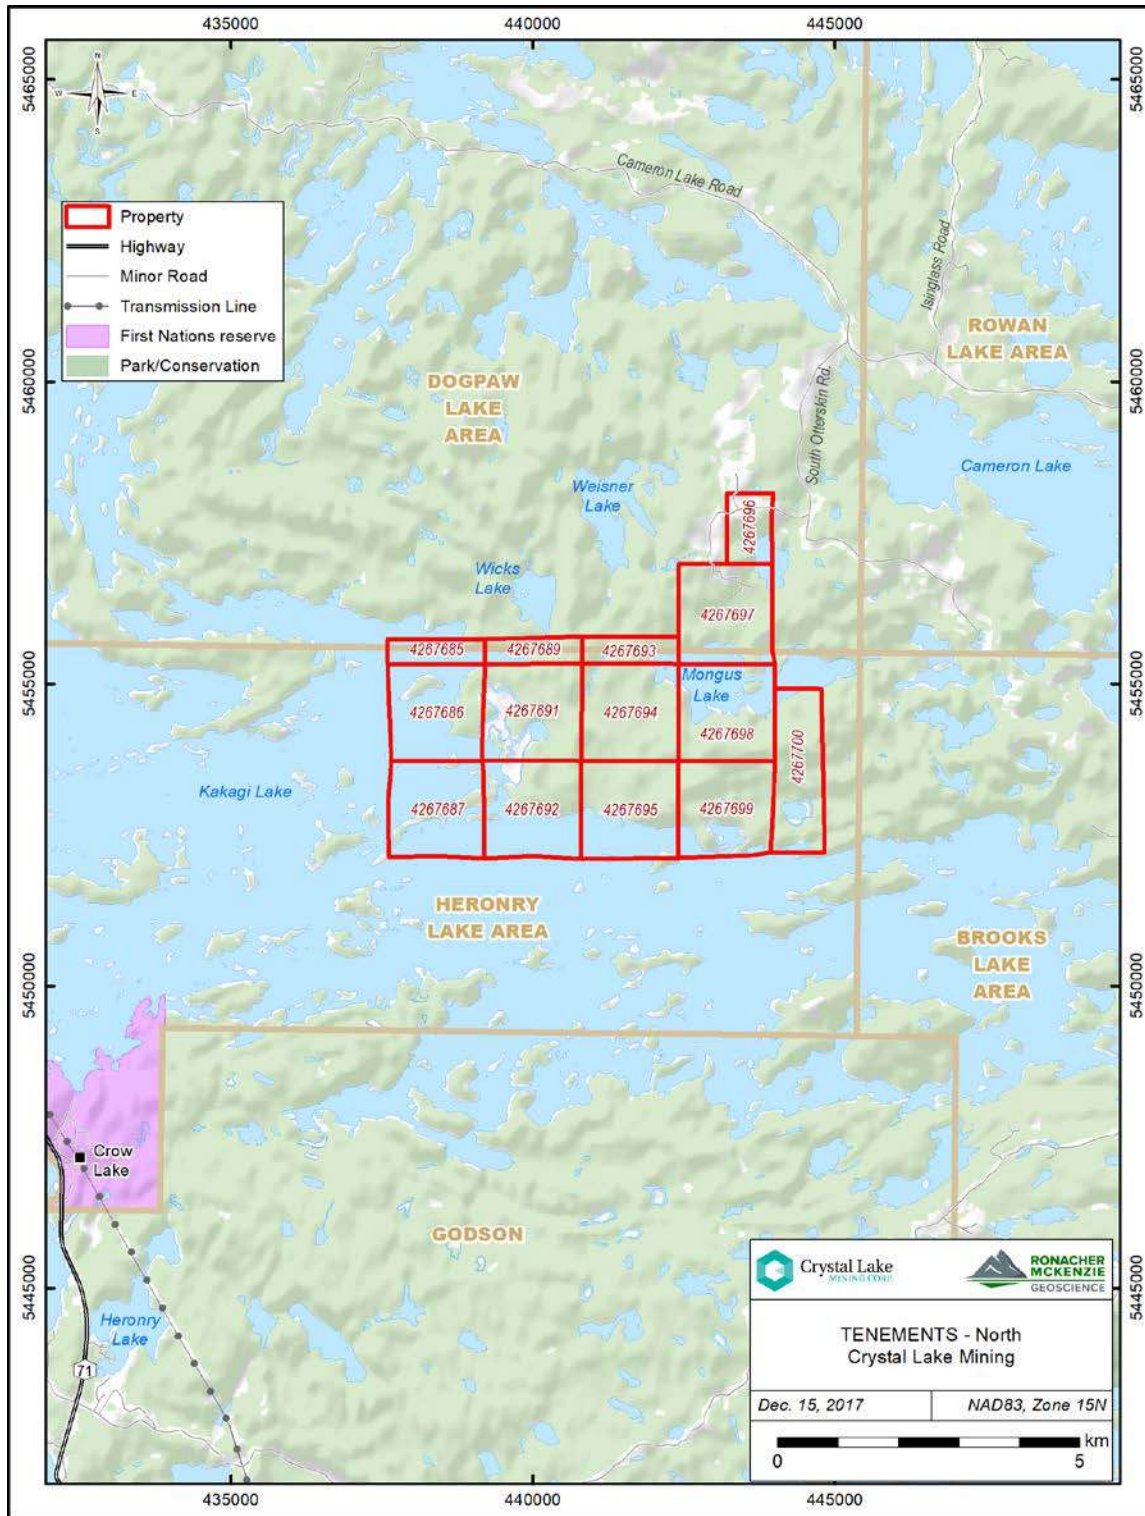 435000
440000
445000
5465000
5465000
N
W
E
S
Cameron Lake Road
Property
Highway
Minor Road
Transmission Line
First Nations reserve
Park/Conservation
Isinglass Road
ROWAN
LAKE AREA
5460000
5460000
DOGPAW
LAKE
AREA
South Otterskin Rd.
Cameron Lake
Weisner
Lake
4267696
Wicks
Lake
4267697
4267685
4267689
4267693
5455000
5455000
Mongus
Lake
4267686
4267691
4267694
4267698
4267700
Kakagi Lake
4267687
4267692
4267695
4267699
HERONRY
LAKE AREA
BROOKS
LAKE
AREA
5450000
5450000
Crow
Lake
GODSON
Crystal Lake
MINING CORP
RONACHER
MCKENZIE
GEOSCIENCE
5445000
5445000
Heronry
Lake
71
TENEMENTS - North
Crystal Lake Mining
Dec. 15, 2017
NAD83, Zone 15N
km
0
5
435000
440000
445000